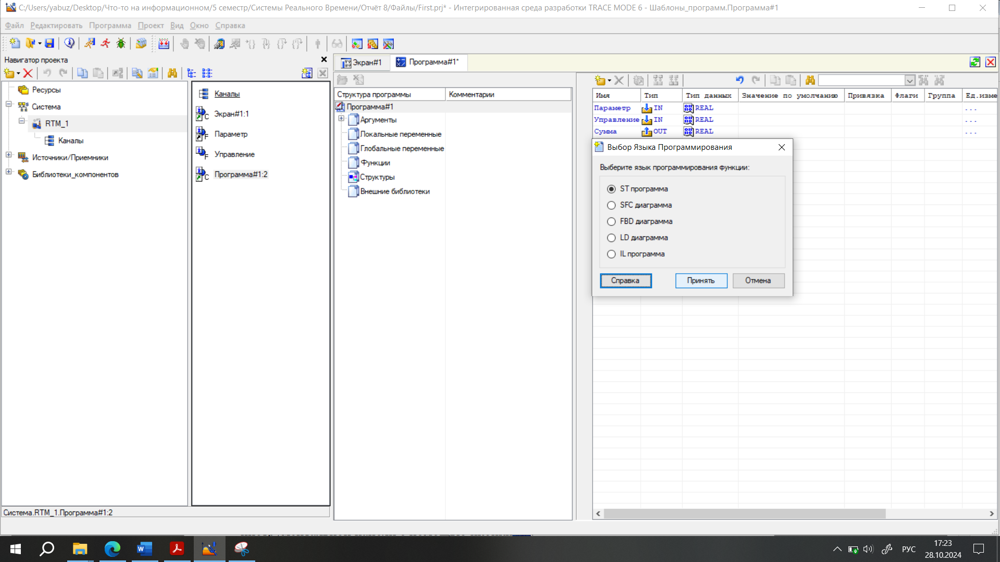 C:/Users/yabuz/Desktop/Что-то на информационном/5 семестр/Системы Реального Времени/Отчёт 8/Файлы/First.prj* - Интегрированная среда разработки TRACE MODE 6 - Шаблоны_программ.Программа#1
Файл Редактировать Программа Проект Вид Окно Справка
Навигатор проекта
Ресурсы
Система
RTM_1
Каналы
Источники/Приемники
Библиотеки_компонентов
Каналы
Экран#1:1
Параметр
Управление
Программа#1:2
Система.RTM_1.Программа#1:2
Экран#1 Программа#1*
Структура программы Комментарии
Программа#1
Аргументы
Локальные переменные
Глобальные переменные
Функции
Структуры
Внешние библиотеки
Имя Тип Тип данных Значение по умолчанию Привязка Флаги Группа Ед.изме
Параметр IN REAL ...
Управление IN REAL ...
Сумма OUT REAL ...
Выбор Языка Программирования
Выберите язык программирования функции:
ST программа
SFC диаграмма
FBD диаграмма
LD диаграмма
IL программа
Справка Принять Отмена
РУС
17:23
28.10.2024